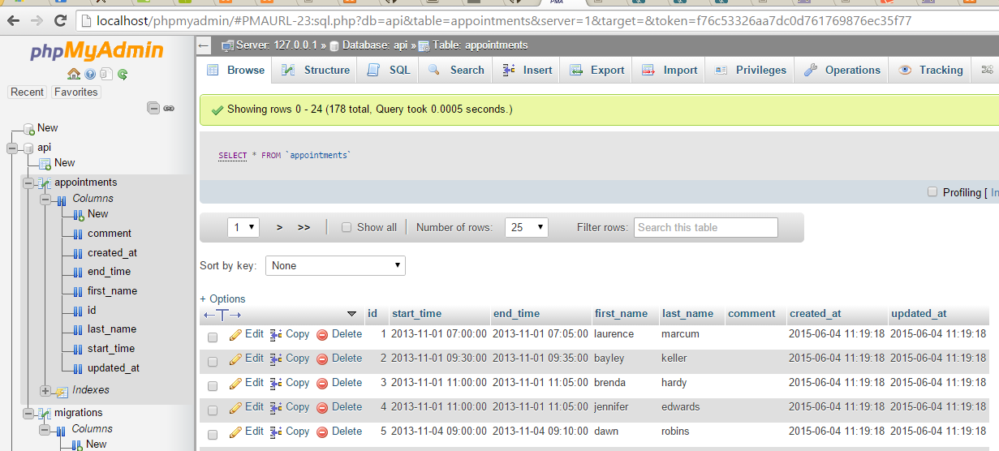 localhost/phpmyadmin/#PMAURL-23:sql.php?db=api&table=appointments&server=1&target=&token=f76c53326aa7dc0d761769876ec35f77
phpMyAdmin
Recent Favorites
New
api
New
appointments
Columns
New
comment
created_at
end_time
first_name
id
last_name
start_time
updated_at
Indexes
migrations
Columns
New
Server: 127.0.0.1 » Database: api » Table: appointments
Browse Structure SQL Search Insert Export Import Privileges Operations Tracking
Showing rows 0 - 24 (178 total, Query took 0.0005 seconds.)
SELECT * FROM `appointments`
Profiling [ In
1 > >> Show all Number of rows: 25 Filter rows: Search this table
Sort by key: None
+ Options
id start_time end_time first_name last_name comment created_at updated_at
Edit Copy Delete 1 2013-11-01 07:00:00 2013-11-01 07:05:00 laurence marcum 2015-06-04 11:19:18 2015-06-04 11:19:18
Edit Copy Delete 2 2013-11-01 09:30:00 2013-11-01 09:35:00 bayley keller 2015-06-04 11:19:18 2015-06-04 11:19:18
Edit Copy Delete 3 2013-11-01 11:00:00 2013-11-01 11:05:00 brenda hardy 2015-06-04 11:19:18 2015-06-04 11:19:18
Edit Copy Delete 4 2013-11-01 11:00:00 2013-11-01 11:05:00 jennifer edwards 2015-06-04 11:19:18 2015-06-04 11:19:18
Edit Copy Delete 5 2013-11-04 09:00:00 2013-11-04 09:10:00 dawn robins 2015-06-04 11:19:18 2015-06-04 11:19:18